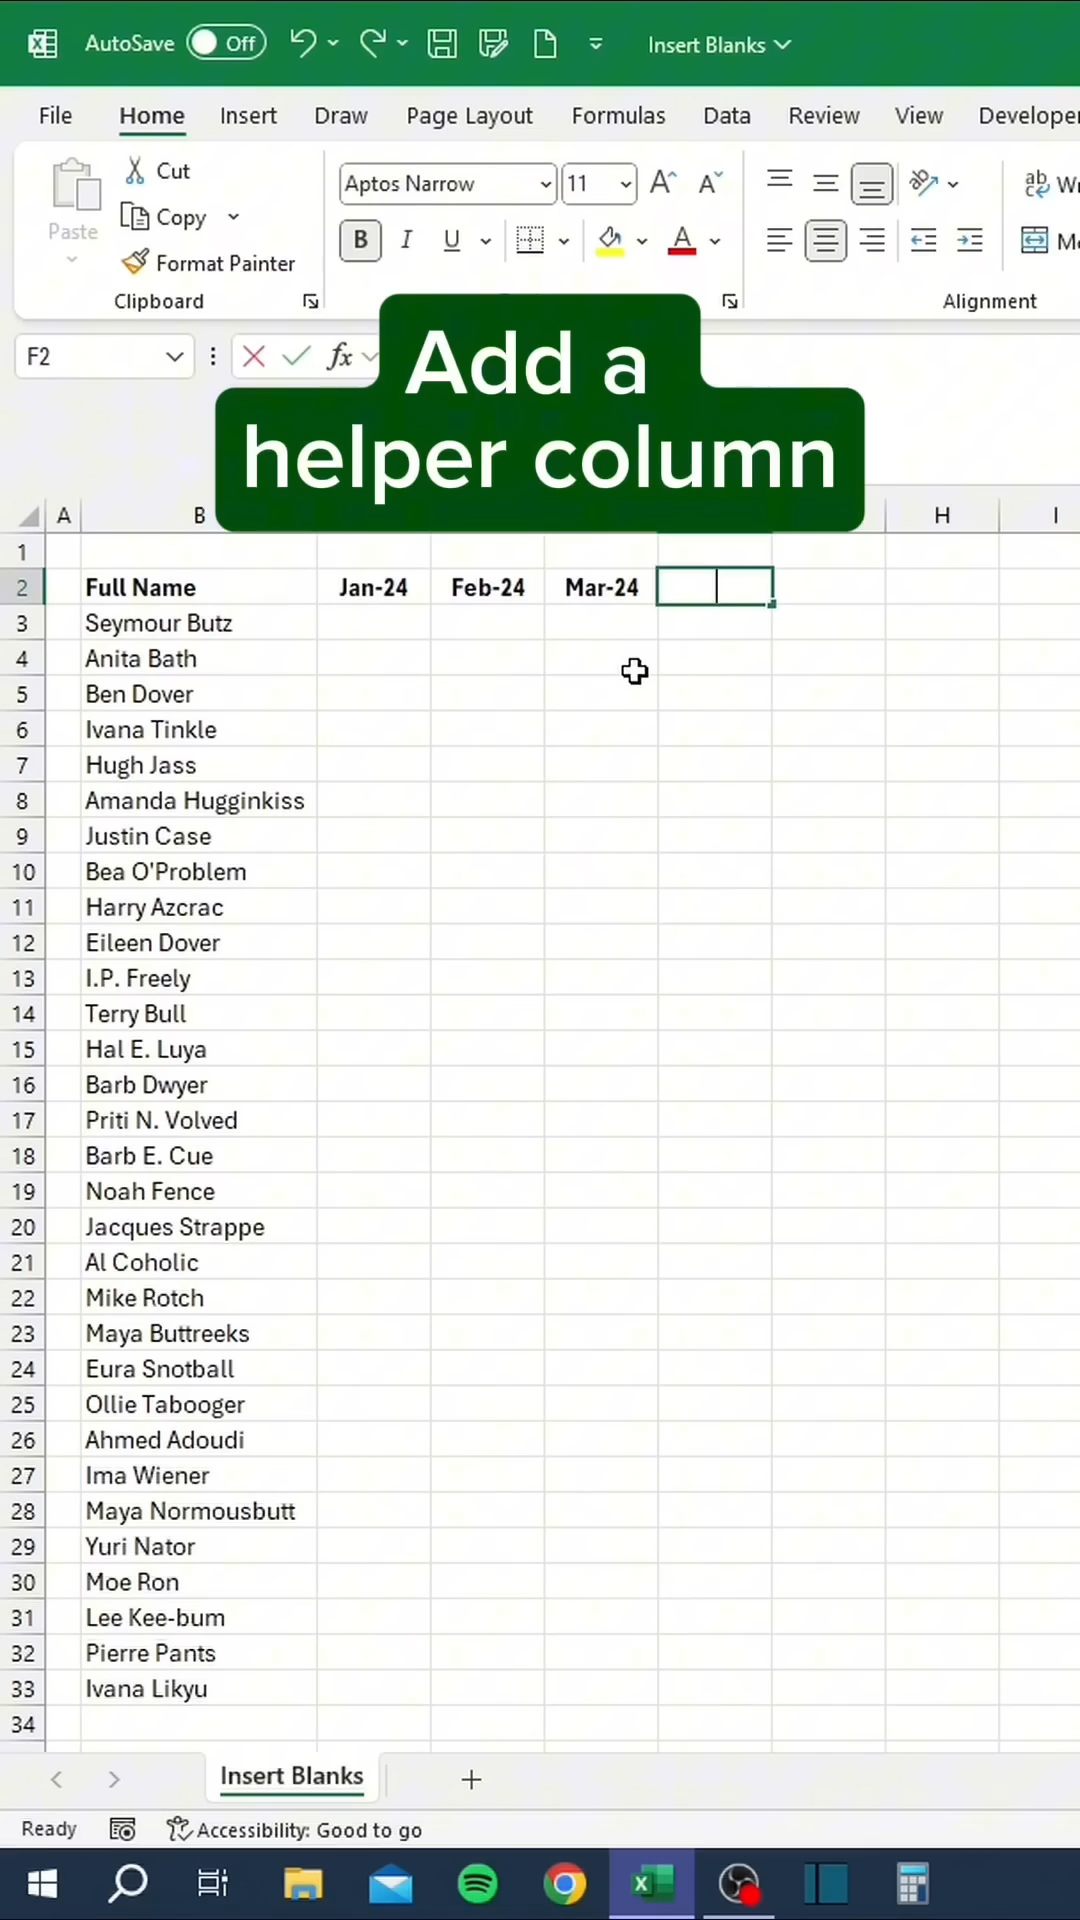 AutoSave Off Insert Blanks
File Home Insert Draw Page Layout Formulas Data Review View Developer
Cut
Aptos Narrow 11 A A ab
Copy
Paste
B I U A
Format Painter
Clipboard Alignment
F2 fx
Add a
helper column
A B H I
1
2 Full Name Jan-24 Feb-24 Mar-24
3 Seymour Butz
4 Anita Bath
5 Ben Dover
6 Ivana Tinkle
7 Hugh Jass
8 Amanda Hugginkiss
9 Justin Case
10 Bea O'Problem
11 Harry Azcrac
12 Eileen Dover
13 I.P. Freely
14 Terry Bull
15 Hal E. Luya
16 Barb Dwyer
17 Priti N. Volved
18 Barb E. Cue
19 Noah Fence
20 Jacques Strappe
21 Al Coholic
22 Mike Rotch
23 Maya Buttreeks
24 Eura Snotball
25 Ollie Tabooger
26 Ahmed Adoudi
27 Ima Wiener
28 Maya Normousbutt
29 Yuri Nator
30 Moe Ron
31 Lee Kee-bum
32 Pierre Pants
33 Ivana Likyu
34
Insert Blanks
Ready Accessibility: Good to go